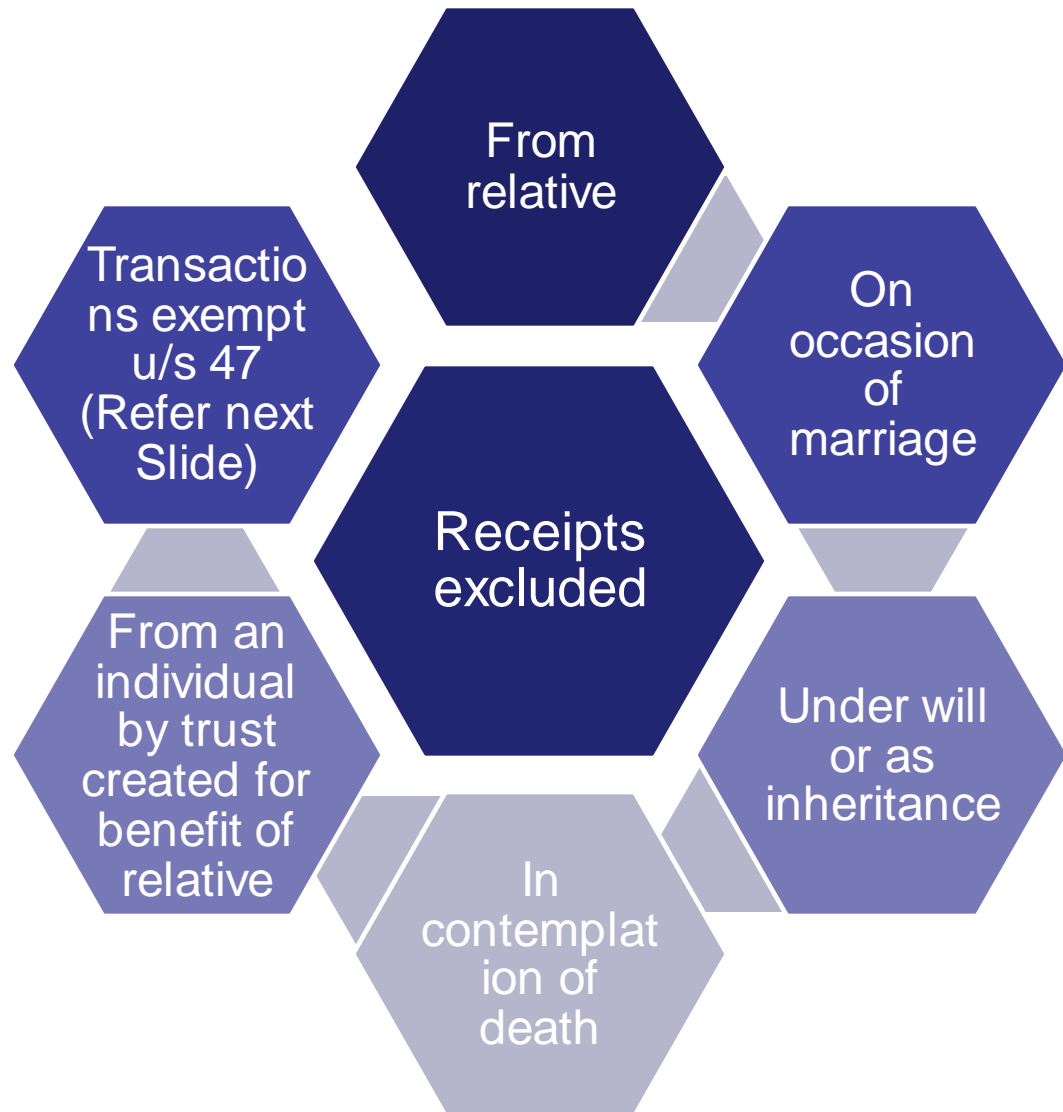 From
relative
On
occasion
of
marriage
Under will
or as
inheritance
In
contemplat
ion of
death
From an
individual
by trust
created for
benefit of
relative
Transactio
ns exempt
u/s 47
(Refer next
Slide)
Receipts
excluded